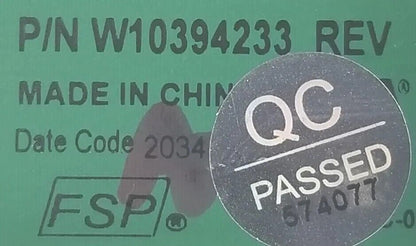 P/N W10394233 REV
MADE IN CHIN
Date Code 2034
FSP
QC
PASSED
574077